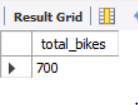 Result Grid
total_bikes
700